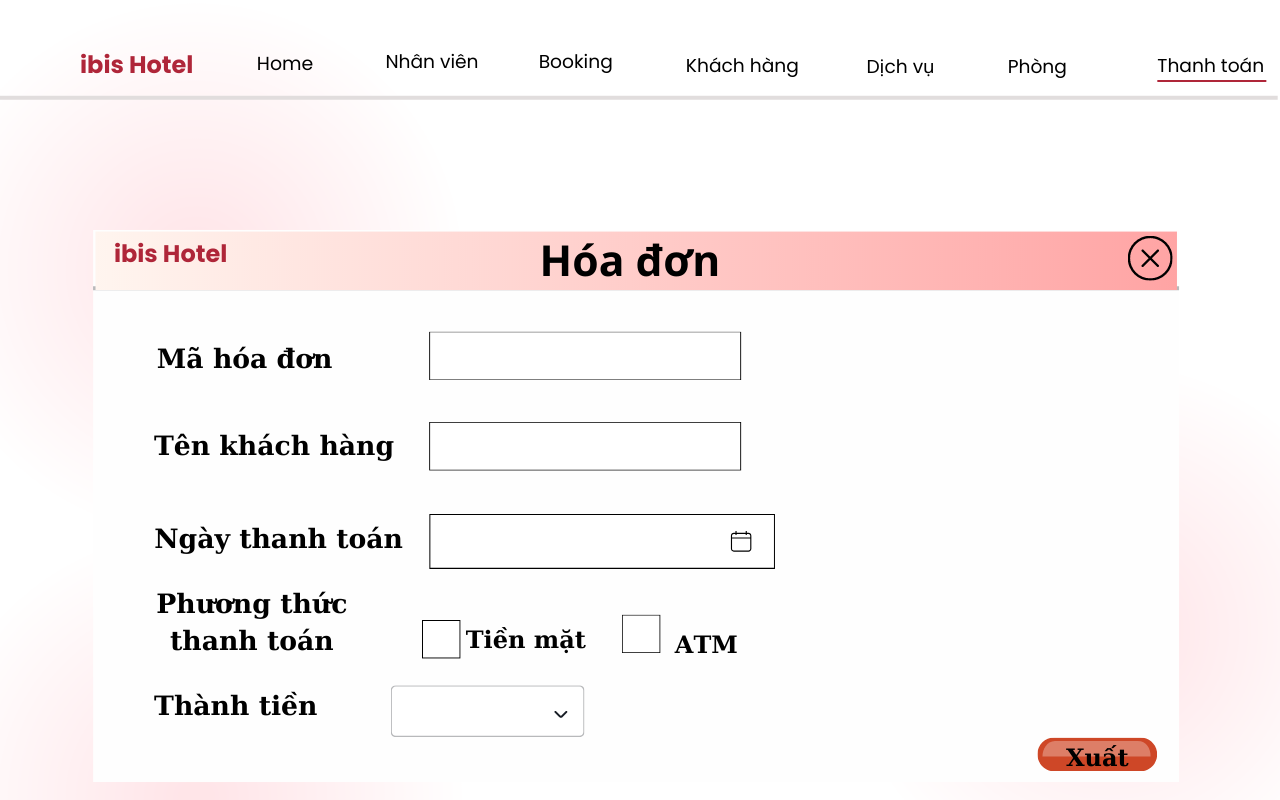 ibis Hotel
Home
Nhân viên
Booking
Khách hàng
Dịch vụ
Phòng
Thanh toán
ibis Hotel
Hóa đơn
Mã hóa đơn
Tên khách hàng
Ngày thanh toán
Phương thức
thanh toán
Tiền mặt
ATM
Thành tiền
Xuất